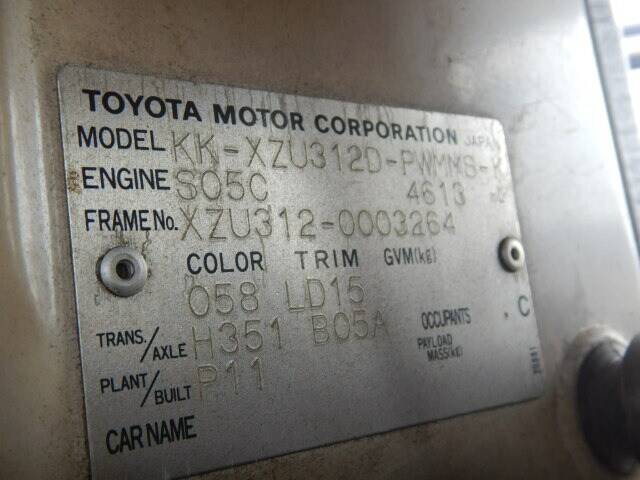 TOYOTA MOTOR CORPORATION JAPAN
MODEL KK-XZU312D-PWMMS-K
ENGINE S05C 4613
FRAME No. XZU312-0003264
COLOR TRIM GVM(kg)
058 LD15
TRANS./AXLE H351 B05A OCCUPANTS
PAYLOAD MASS(kg)
PLANT/BUILT P11
CAR NAME